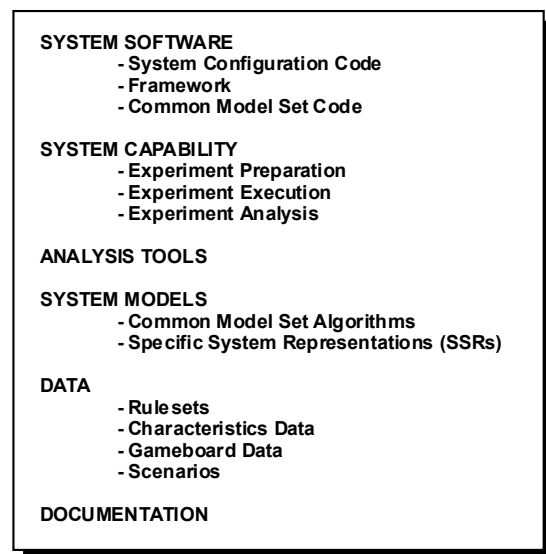 SYSTEM SOFTWARE
- System Configuration Code
- Framework
- Common Model Set Code
SYSTEM CAPABILITY
- Experiment Preparation
- Experiment Execution
- Experiment Analysis
ANALYSIS TOOLS
SYSTEM MODELS
- Common Model Set Algorithms
- Specific System Representations (SSRs)
DATA
- Rulesets
- Characteristics Data
- Gameboard Data
- Scenarios
DOCUMENTATION